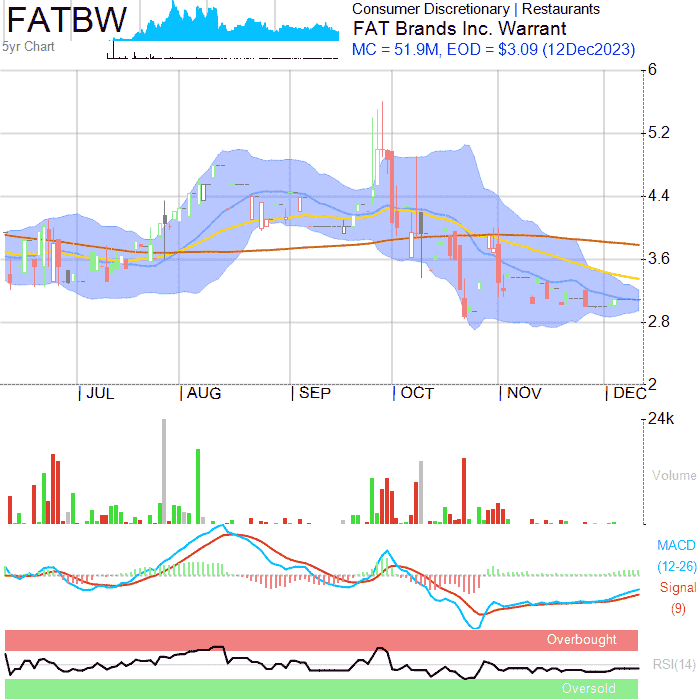 FATBW
5yr Chart
Consumer Discretionary | Restaurants
FAT Brands Inc. Warrant
MC = 51.9M, EOD = $3.09 (12Dec2023)
6
5.2
4.4
3.6
2.8
2
JUL AUG SEP OCT NOV DEC
24k
Volume
MACD
(12-26)
Signal
(9)
Overbought
RSI(14)
Oversold